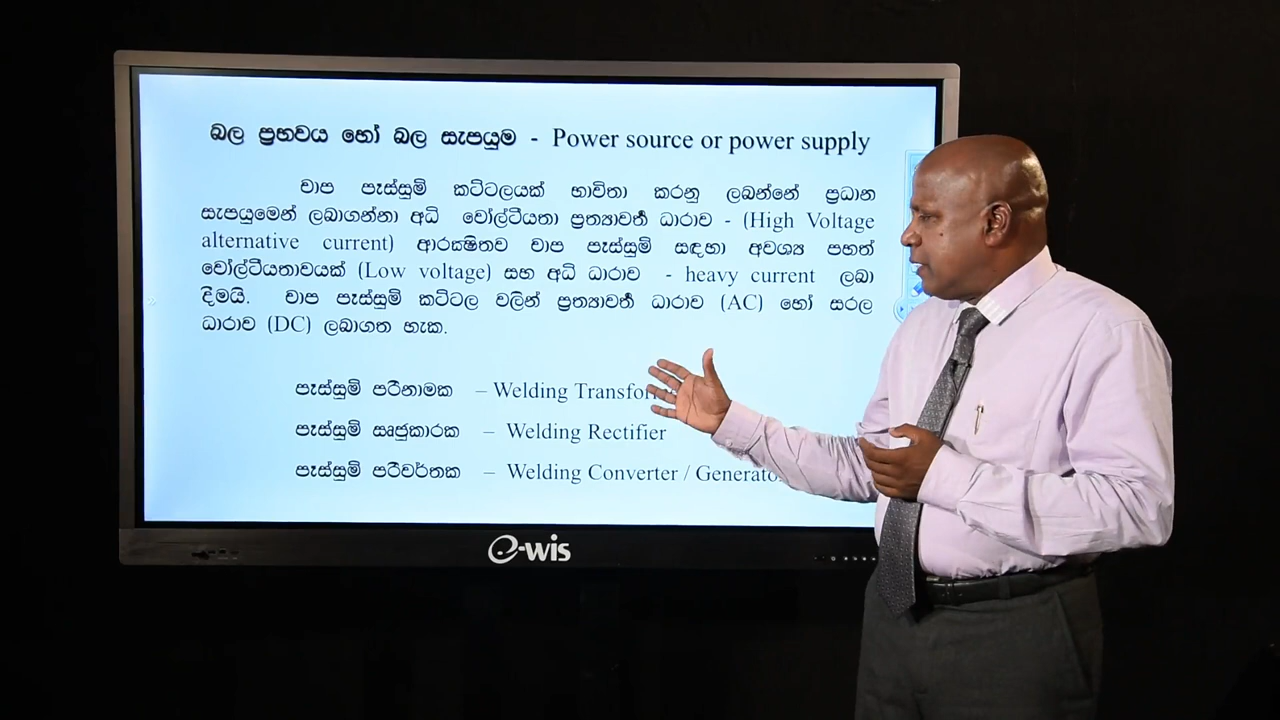 බල ප්‍රභවය හෝ බල සැපයුම - Power source or power supply
චාප පෑස්සුම් කට්ටලයක් භාවිතා කරනු ලබන්නේ ප්‍රධාන
සැපයුමෙන් ලබාගන්නා අධි වෝල්ටීයතා ප්‍රත්‍යාවර්ත ධාරාව - (High Voltage
alternative current) ආරක්‍ෂිතව චාප පෑස්සුම් සඳහා අවශ්‍ය පහත්
වෝල්ටීයතාවයක් (Low voltage) සහ අධි ධාරාව - heavy current ලබා
දීමයි. චාප පෑස්සුම් කට්ටල වලින් ප්‍රත්‍යාවර්ත ධාරාව (AC) හෝ සරල
ධාරාව (DC) ලබාගත හැක.
පෑස්සුම් පරිනාමක – Welding
පෑස්සුම් සෘජුකාරක – Welding Rectifier
පෑස්සුම් පරිවර්තක – Welding Converter /
e-wis